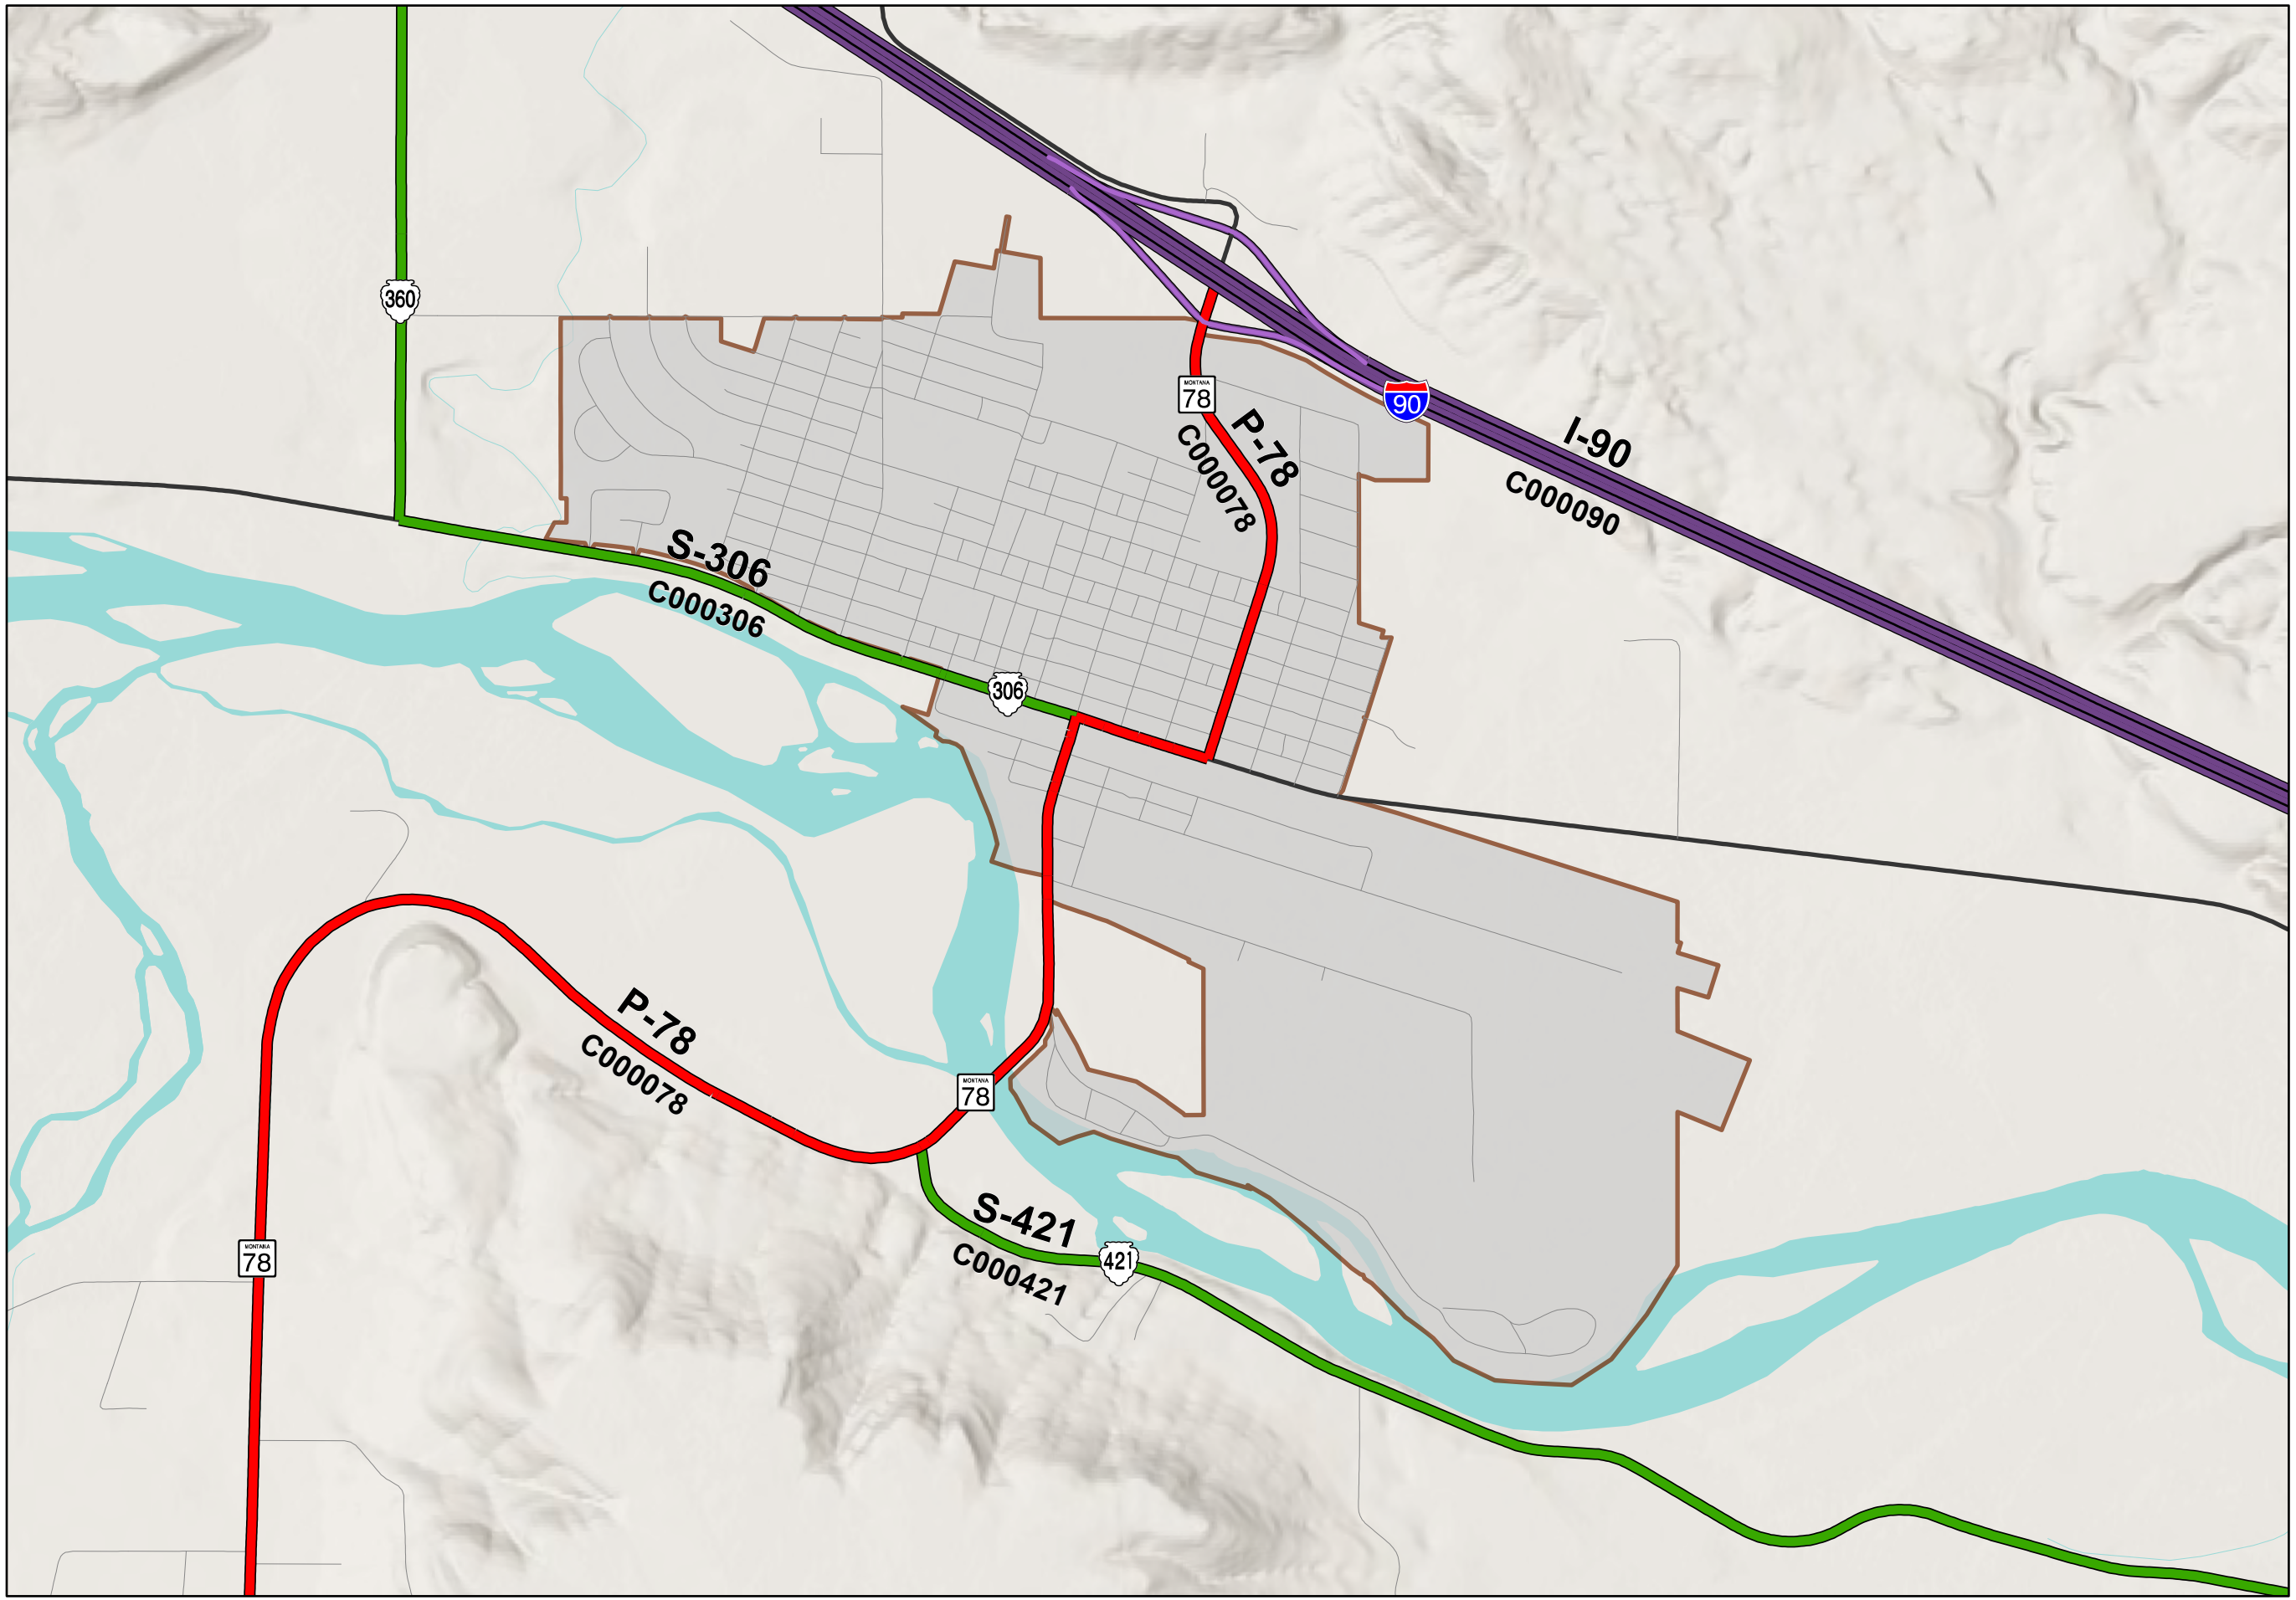 360
MONTANA
78
90
P-78
C000078
I-90
C000090
S-306
C000306
306
P-78
C000078
MONTANA
78
S-421
C000421
421
MONTANA
78